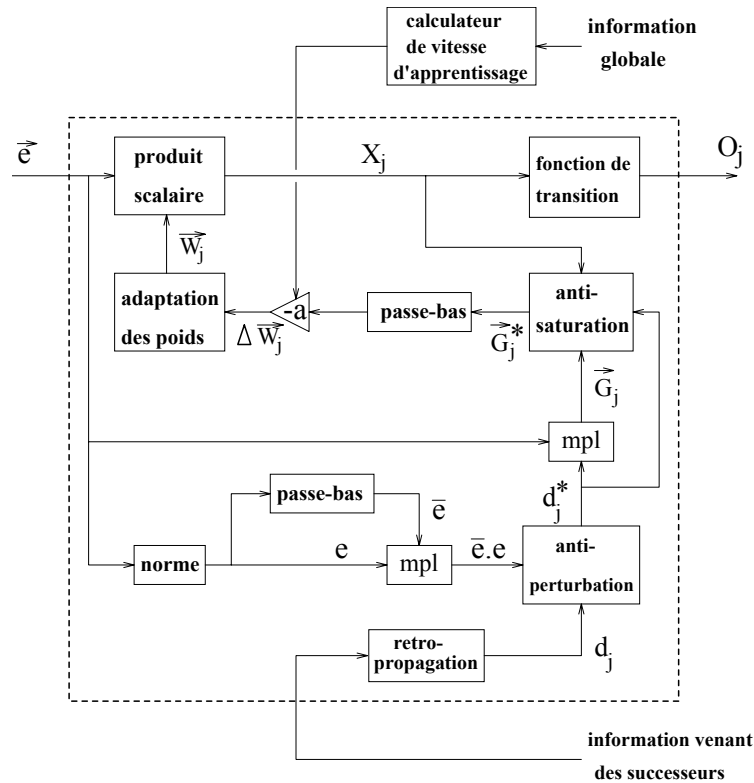 calculateur
de vitesse
d'apprentissage
information
globale
e
produit
scalaire
X_j
fonction de
transition
O_j
W_j
adaptation
des poids
Δ W_j
-a
passe-bas
G_j^*
anti-
saturation
G_j
mpl
d_j^*
passe-bas
e̅
norme
e
mpl
e̅.e
anti-
perturbation
retro-
propagation
d_j
information venant
des successeurs